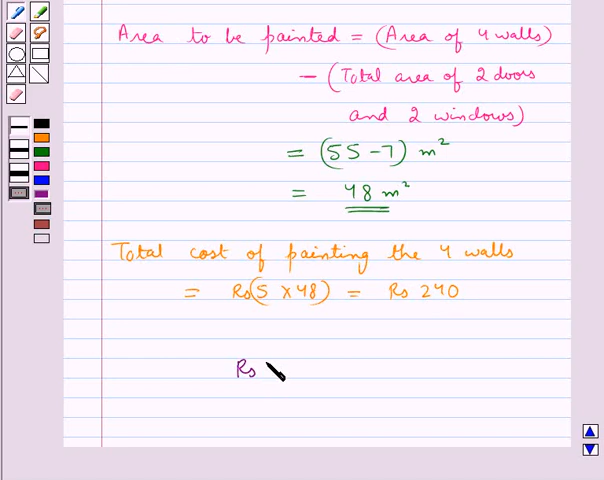 Area to be painted = (Area of 4 walls)
- (Total area of 2 doors
and 2 windows)
= (55-7) m²
= 48 m²
Total cost of painting the 4 walls
= Rs(5 × 48) = Rs 240
Rs